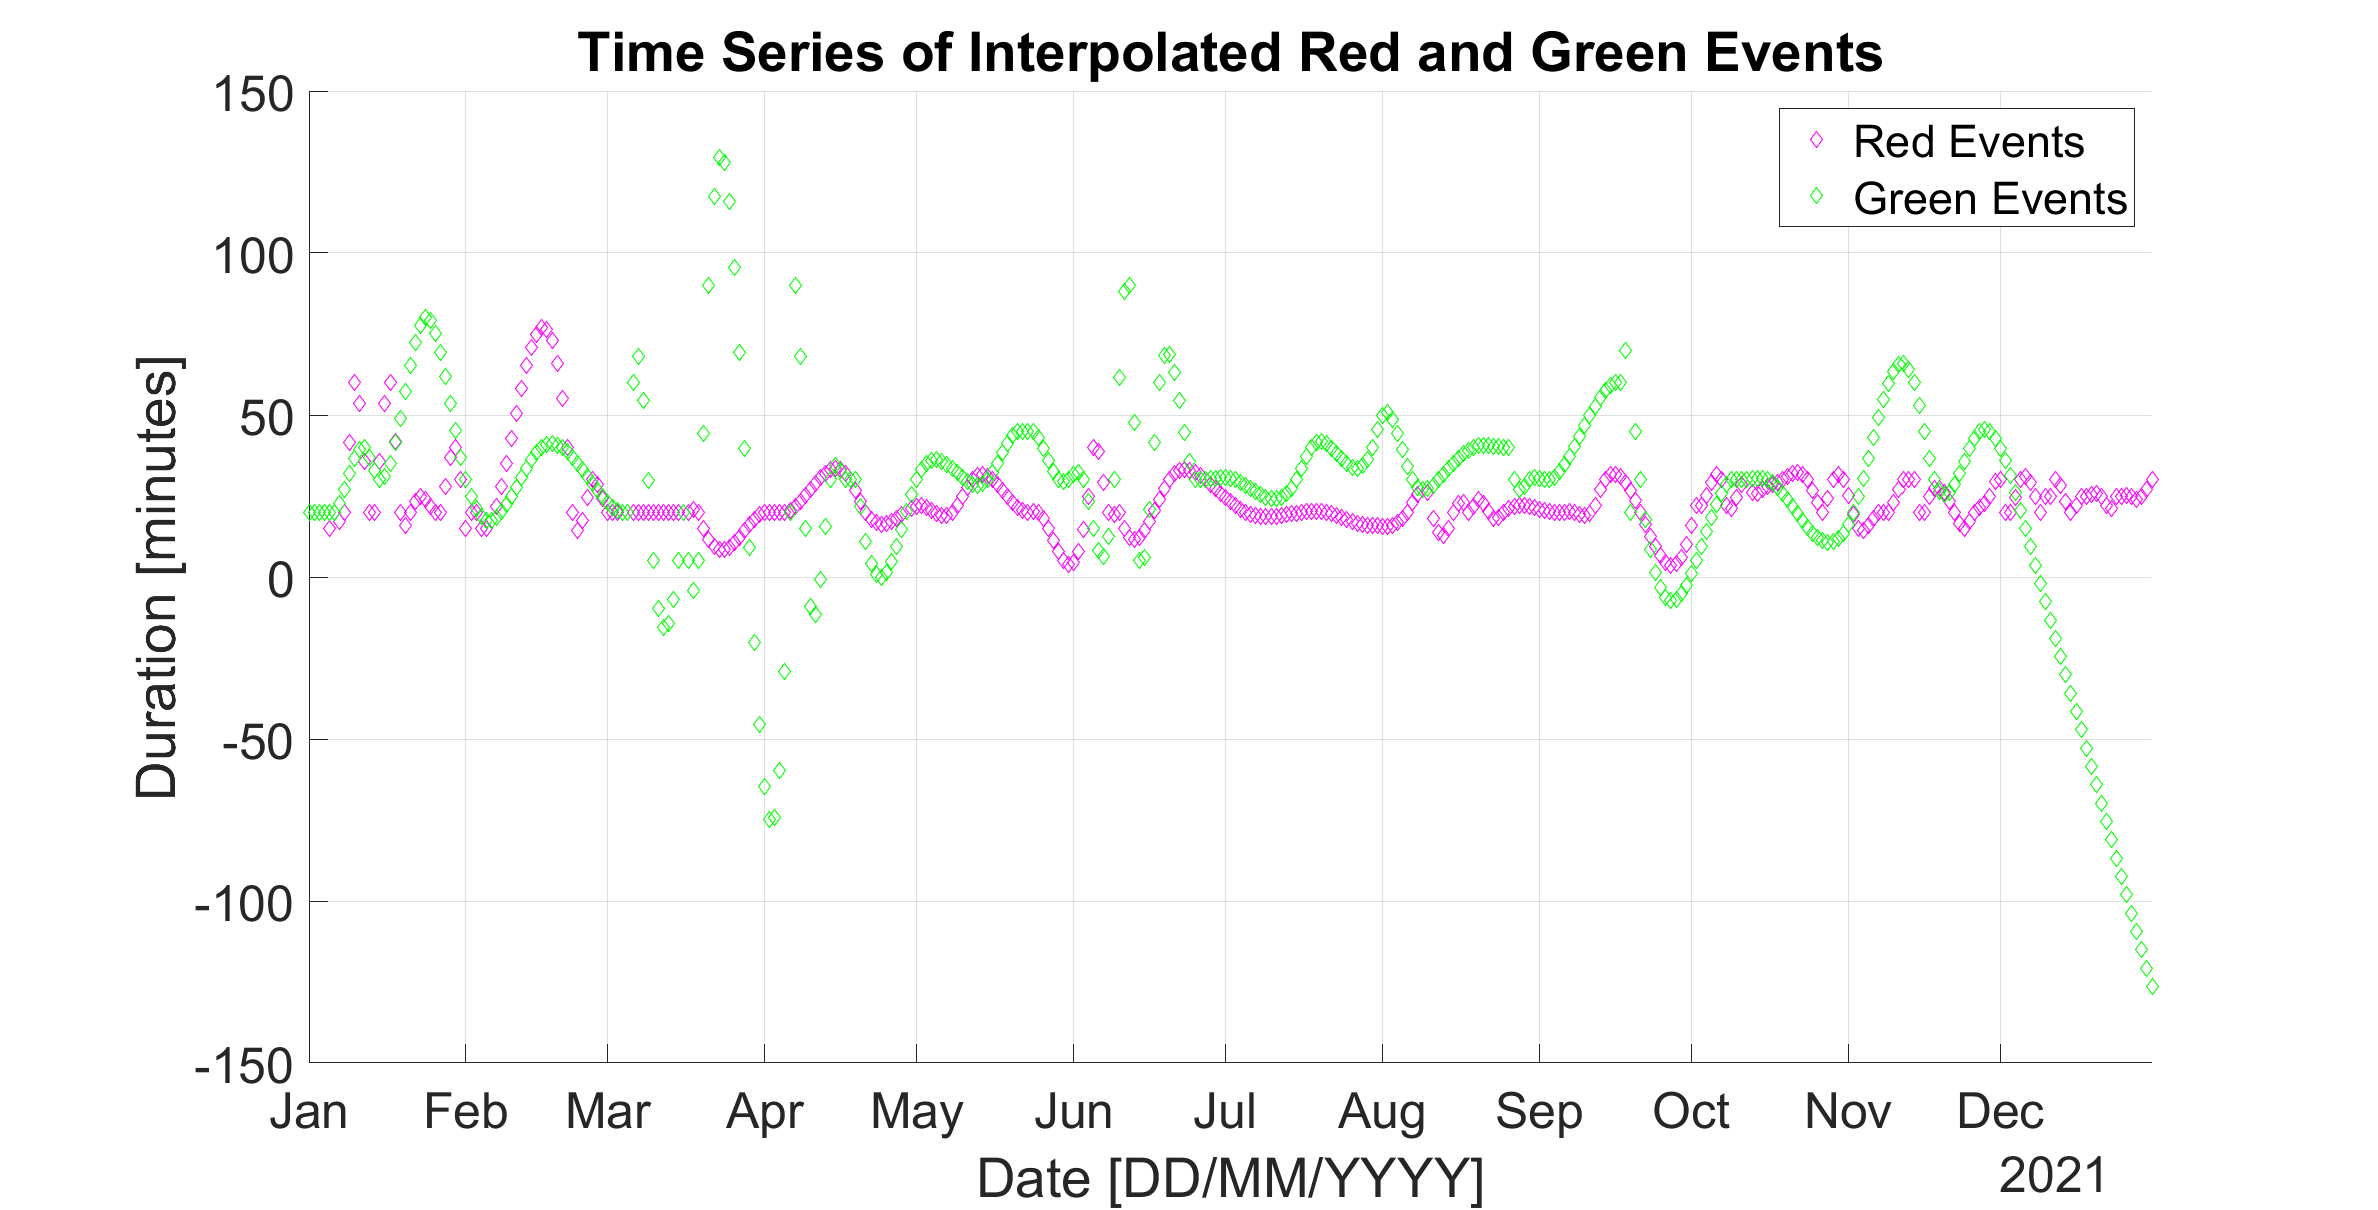 Time Series of Interpolated Red and Green Events
150
100
50
0
-50
-100
-150
Duration [minutes]
Red Events
Green Events
Jan Feb Mar Apr May Jun Jul Aug Sep Oct Nov Dec
Date [DD/MM/YYYY]
2021